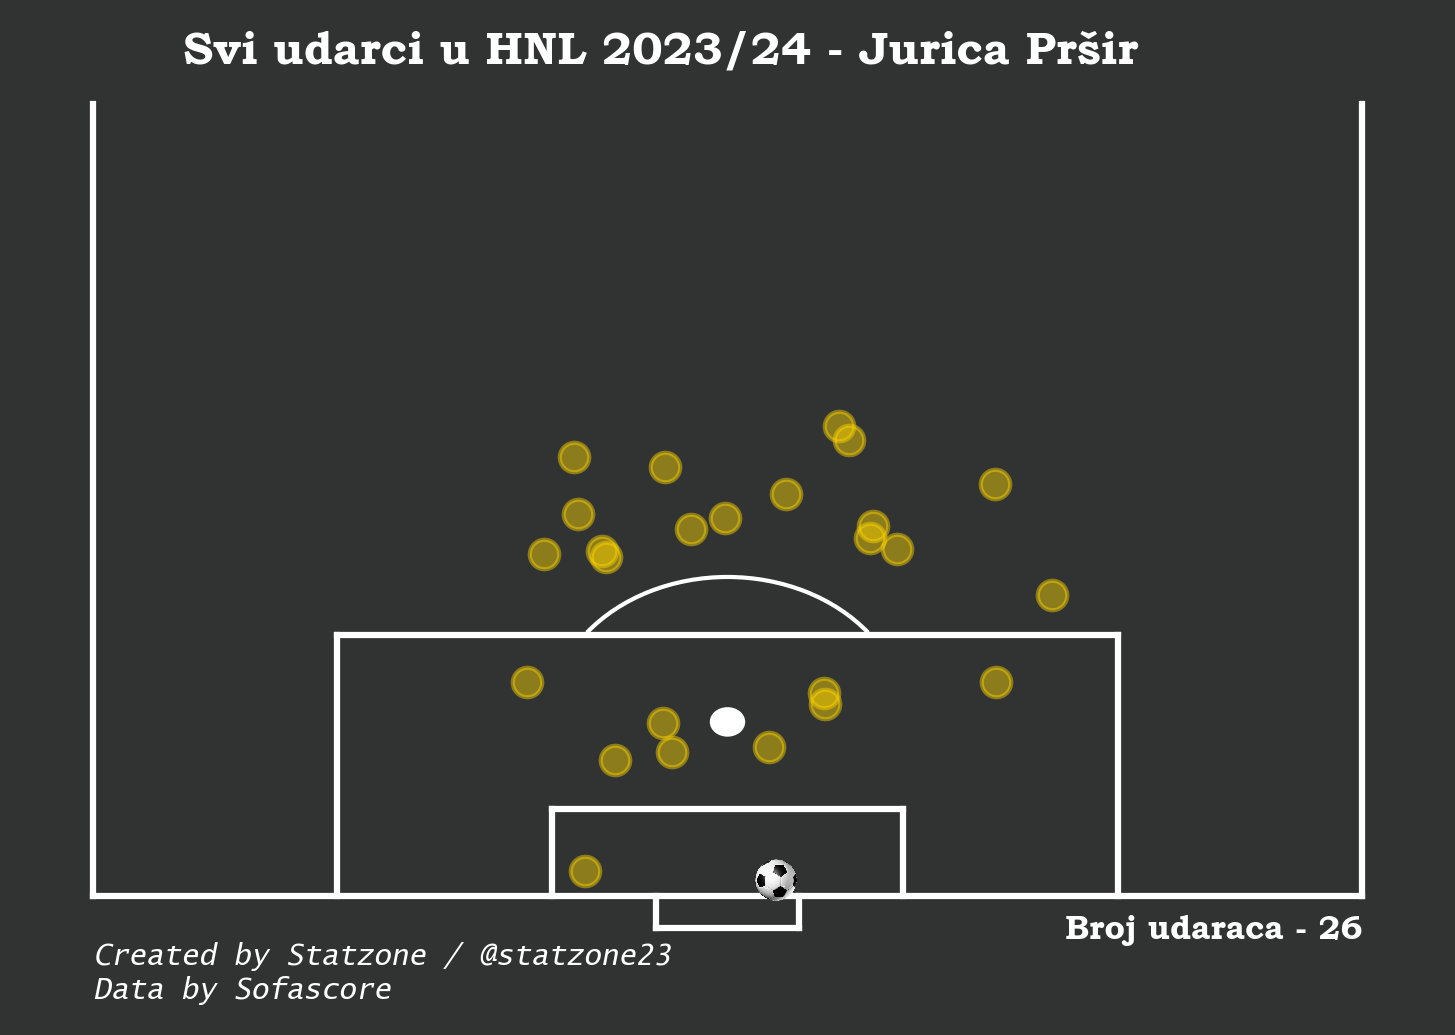 Svi udarci u HNL 2023/24 - Jurica Pršir
Broj udaraca - 26
Created by Statzone / @statzone23
Data by Sofascore